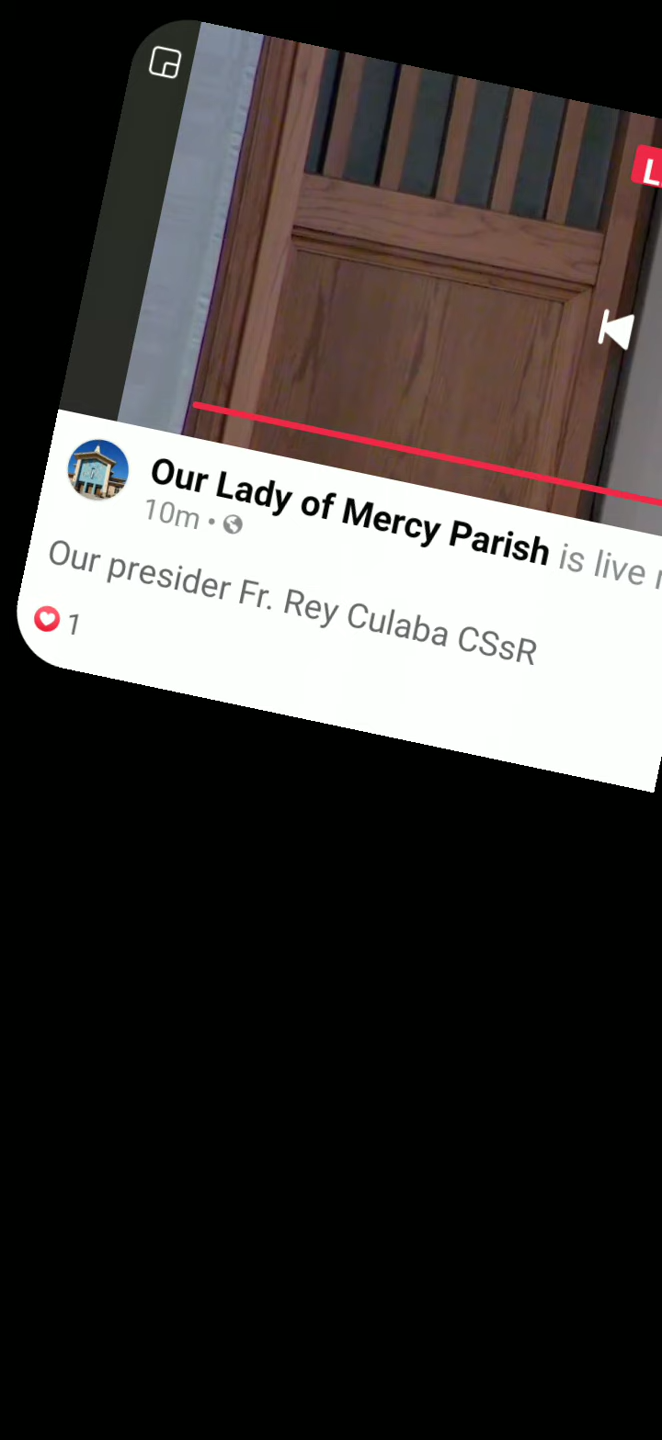 L
Our Lady of Mercy Parish is live
10m •
Our presider Fr. Rey Culaba CSsR
1